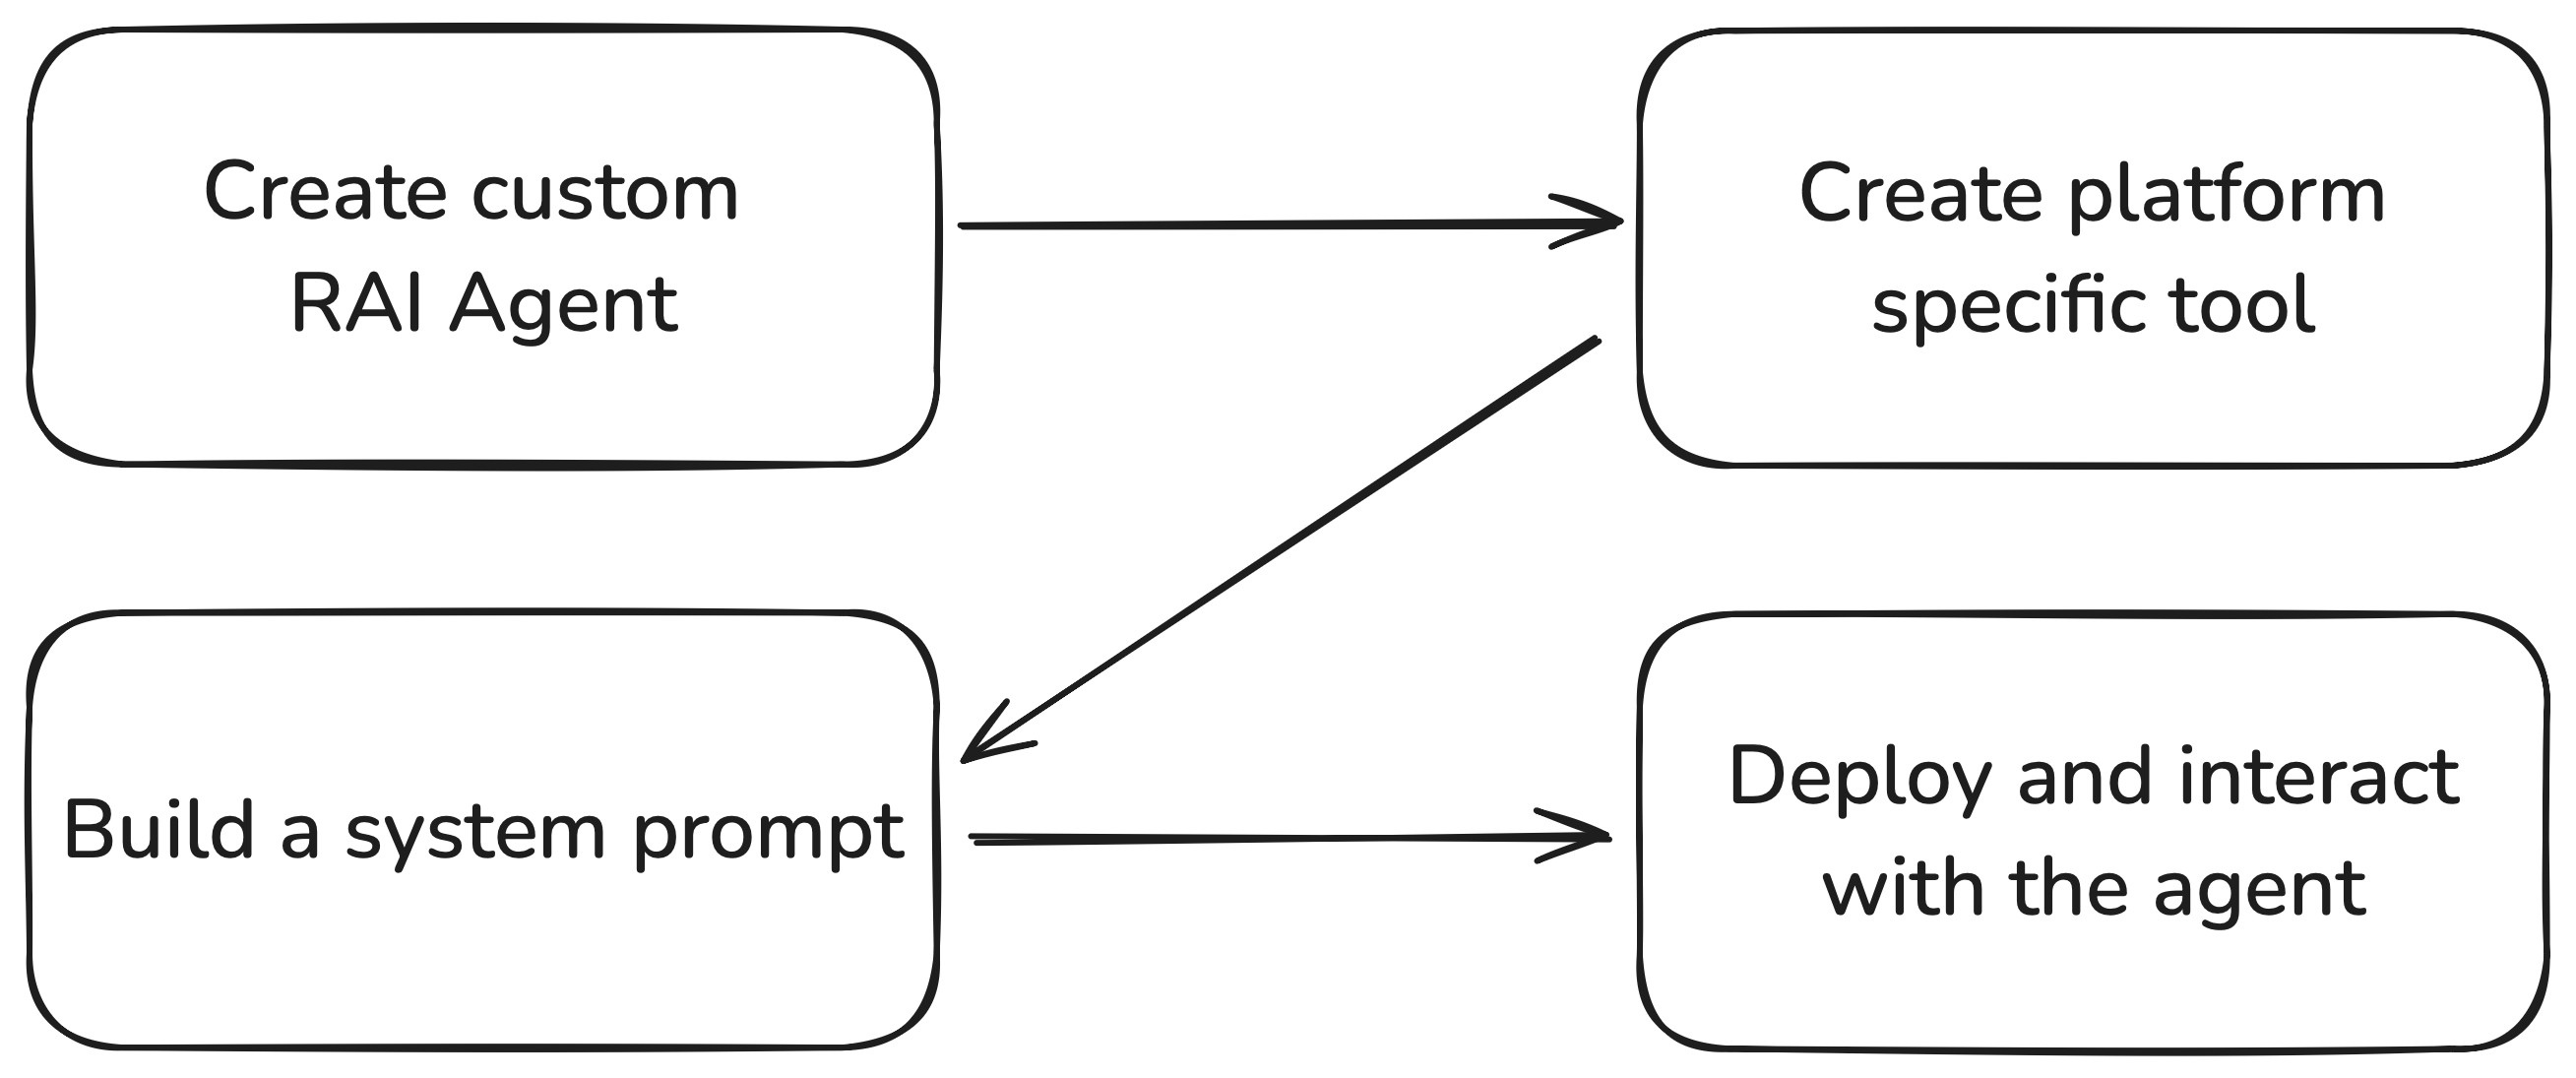 Create custom
RAI Agent
Create platform
specific tool
Build a system prompt
Deploy and interact
with the agent